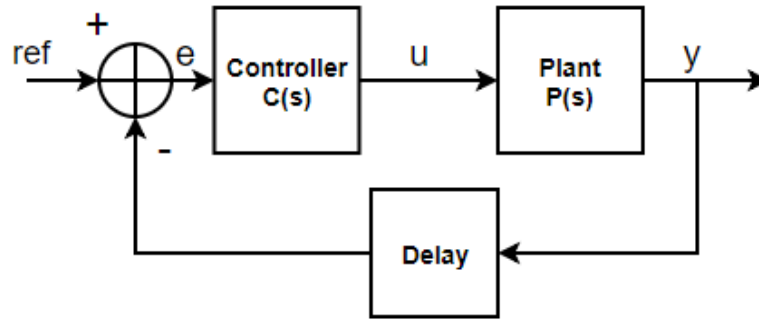 +
ref
e
Controller
C(s)
u
Plant
P(s)
y
-
Delay